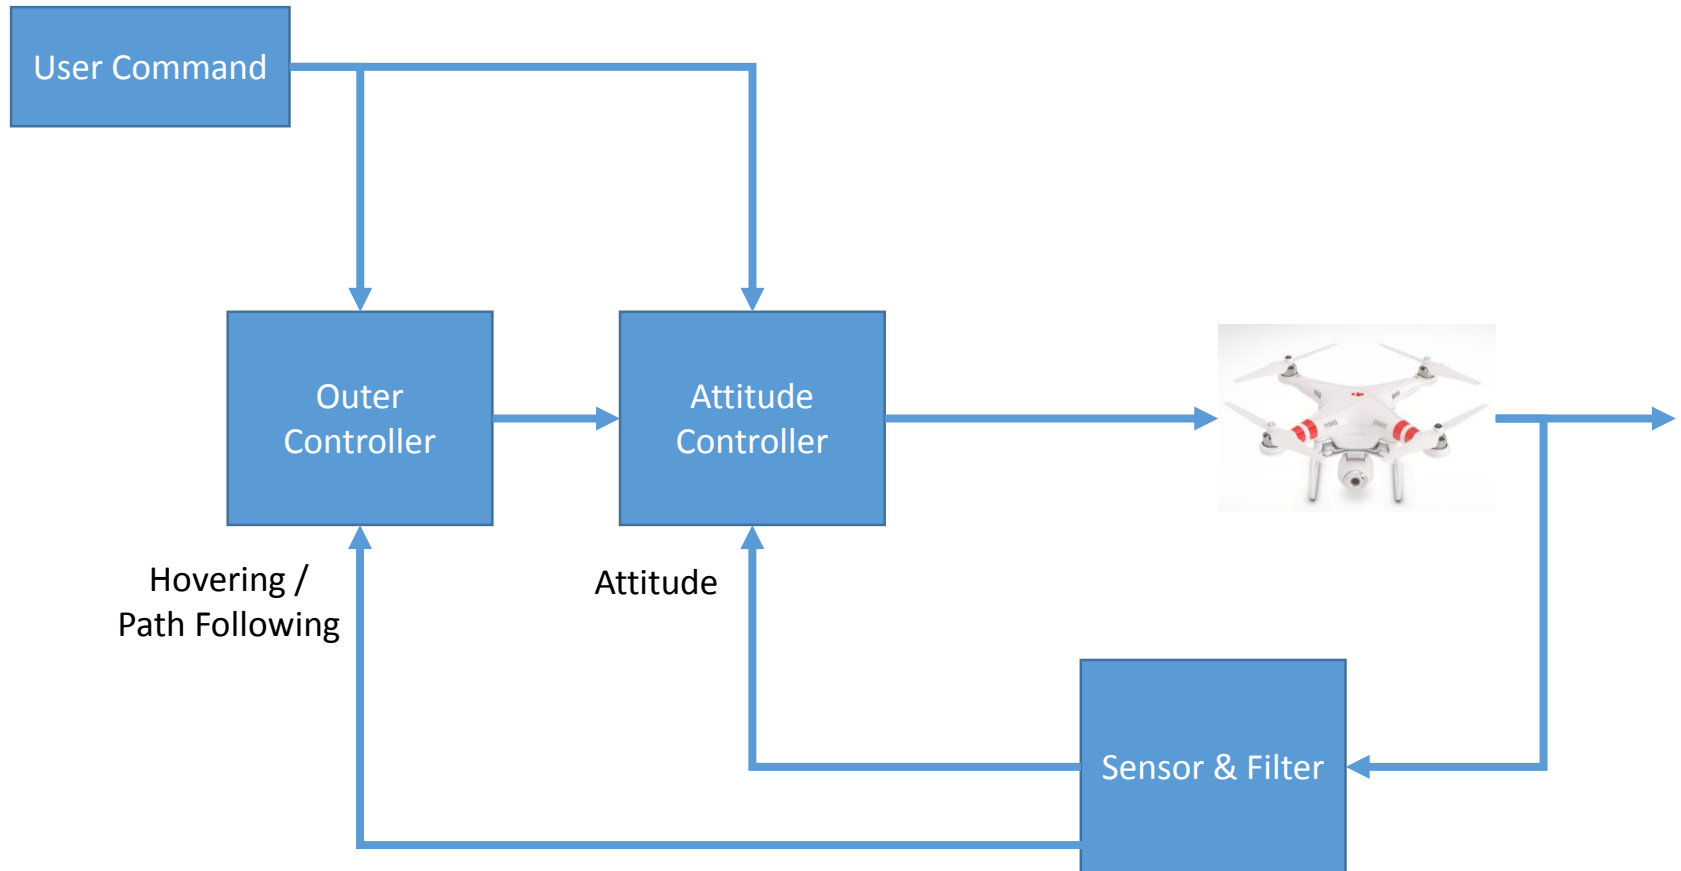 User Command
Outer
Controller
Attitude
Controller
Hovering /
Path Following
Attitude
Sensor & Filter